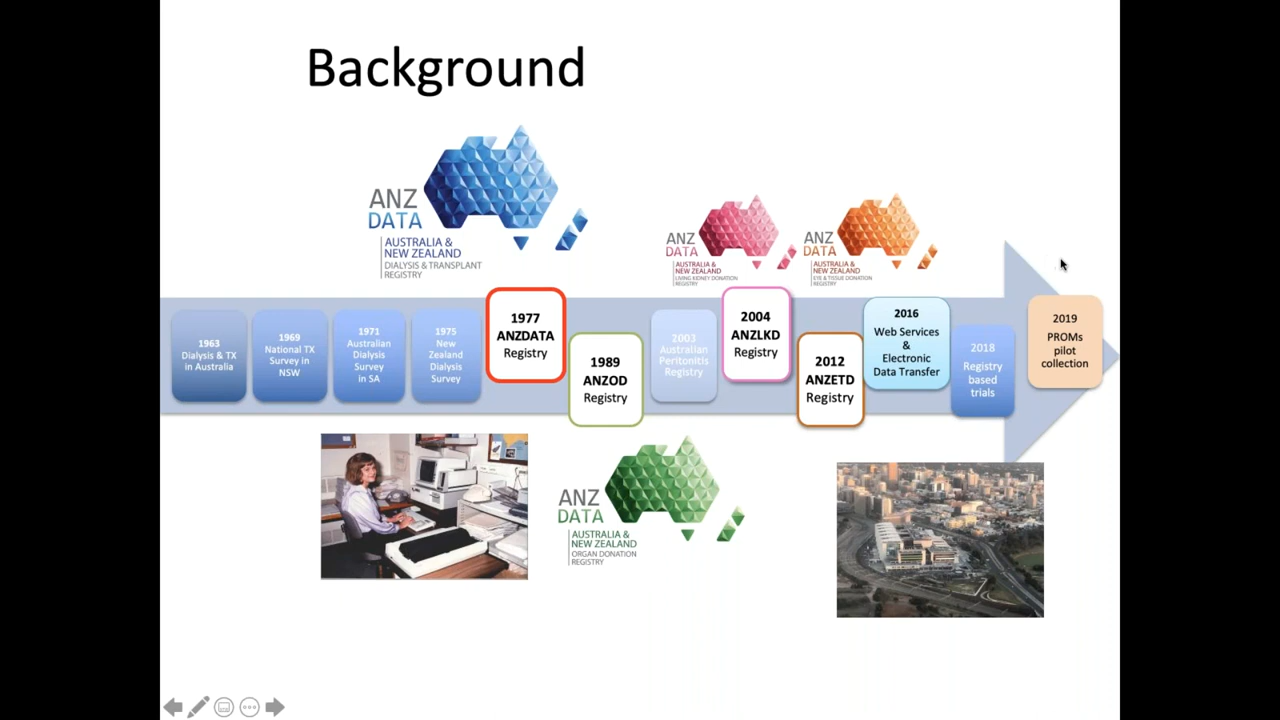 Background
ANZ
DATA
AUSTRALIA &
NEW ZEALAND
DIALYSIS & TRANSPLANT
REGISTRY
ANZ
DATA
AUSTRALIA &
NEW ZEALAND
LIVING KIDNEY DONATION
REGISTRY
ANZ
DATA
AUSTRALIA &
NEW ZEALAND
EYE & TISSUE DONATION
REGISTRY
1963
Dialysis & TX
in Australia
1969
National TX
Survey in
NSW
1971
Australian
Dialysis
Survey
in SA
1975
New
Zealand
Dialysis
Survey
1977
ANZDATA
Registry
1989
ANZOD
Registry
2003
Australian
Peritonitis
Registry
2004
ANZLKD
Registry
2012
ANZETD
Registry
2016
Web Services
&
Electronic
Data Transfer
2018
Registry
based
trials
2019
PROMs
pilot
collection
ANZ
DATA
AUSTRALIA &
NEW ZEALAND
ORGAN DONATION
REGISTRY